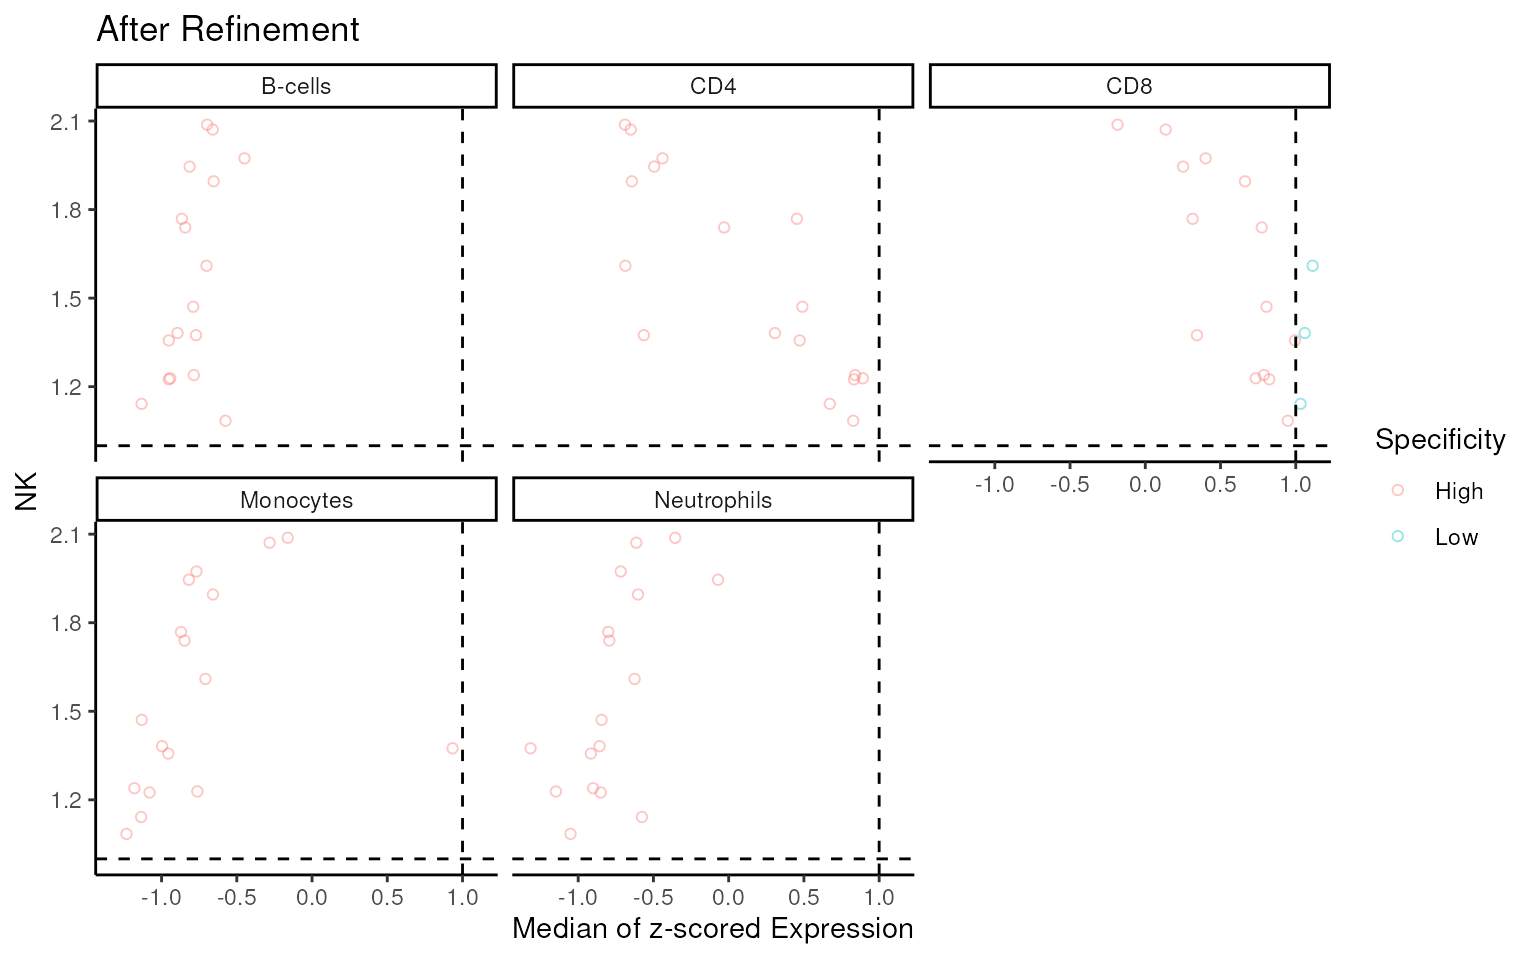 After Refinement
B-cells
CD4
CD8
2.1
1.8
1.5
1.2
-1.0 -0.5 0.0 0.5 1.0
Specificity
High
Low
NK
Monocytes
Neutrophils
2.1
1.8
1.5
1.2
-1.0 -0.5 0.0 0.5 1.0
-1.0 -0.5 0.0 0.5 1.0
Median of z-scored Expression